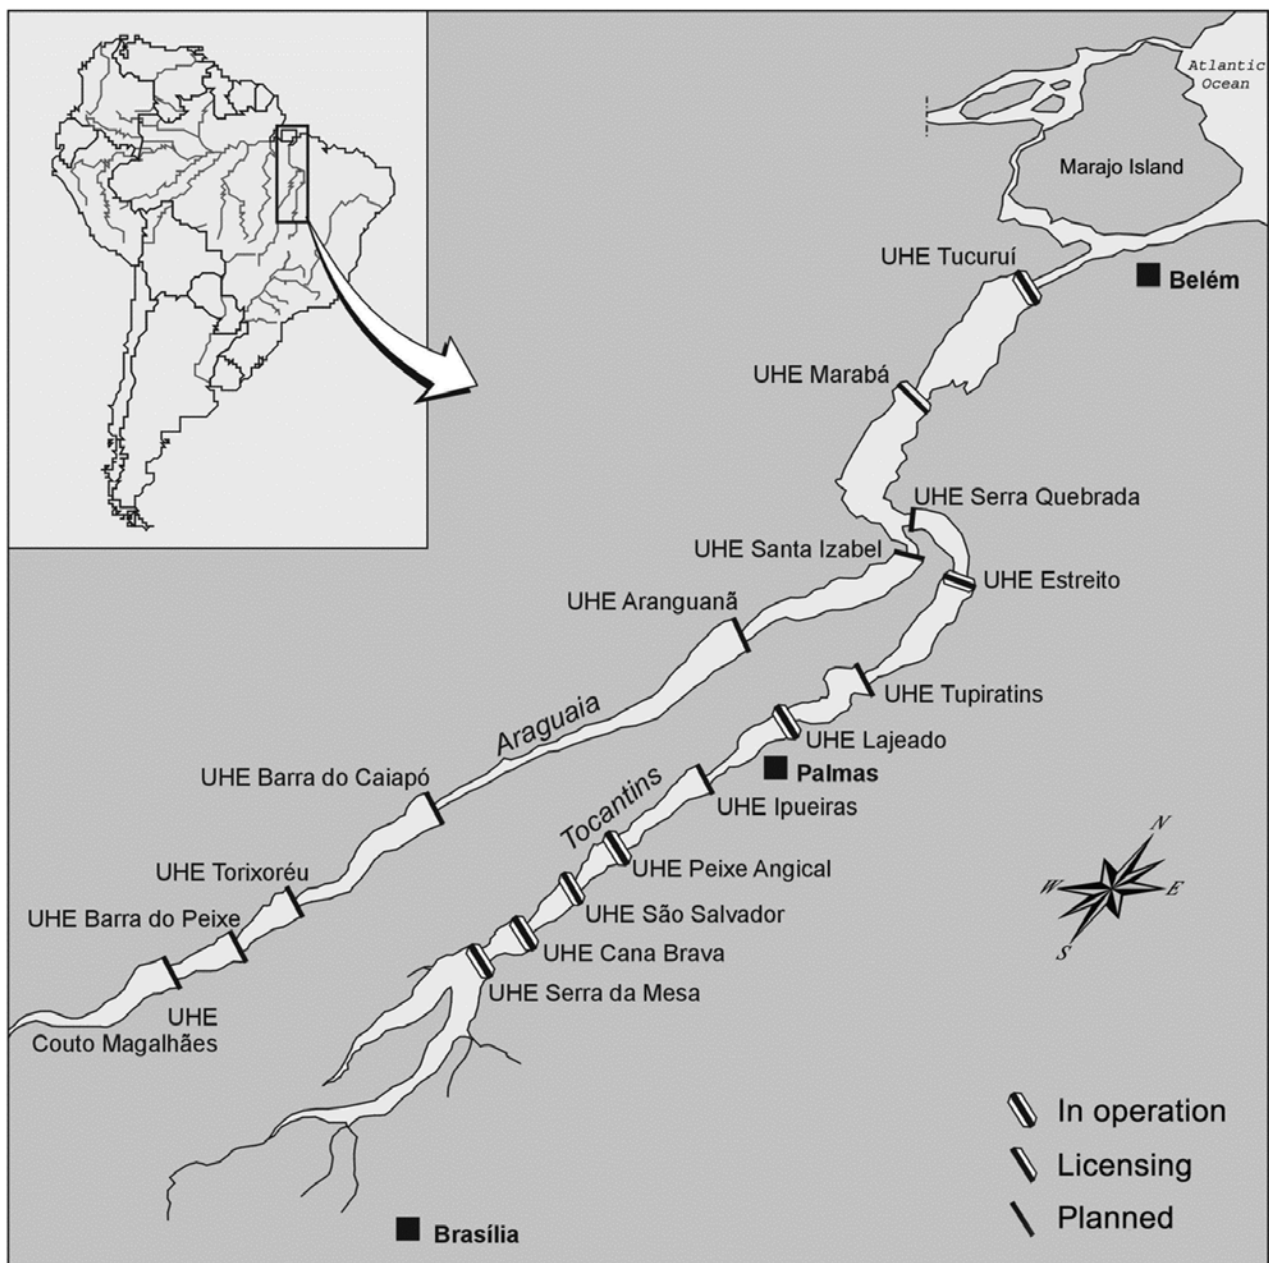 Atlantic
Ocean
Marajo Island
UHE Tucuruí
Belém
UHE Marabá
UHE Serra Quebrada
UHE Santa Izabel
UHE Estreito
UHE Aranguanã
UHE Tupiratins
Araguaia
UHE Lajeado
Palmas
UHE Barra do Caiapó
Tocantins
UHE Ipueiras
UHE Torixoréu
UHE Peixe Angical
UHE Barra do Peixe
UHE São Salvador
UHE Cana Brava
UHE Serra da Mesa
UHE
Couto Magalhães
N
W
E
S
In operation
Licensing
Planned
Brasília